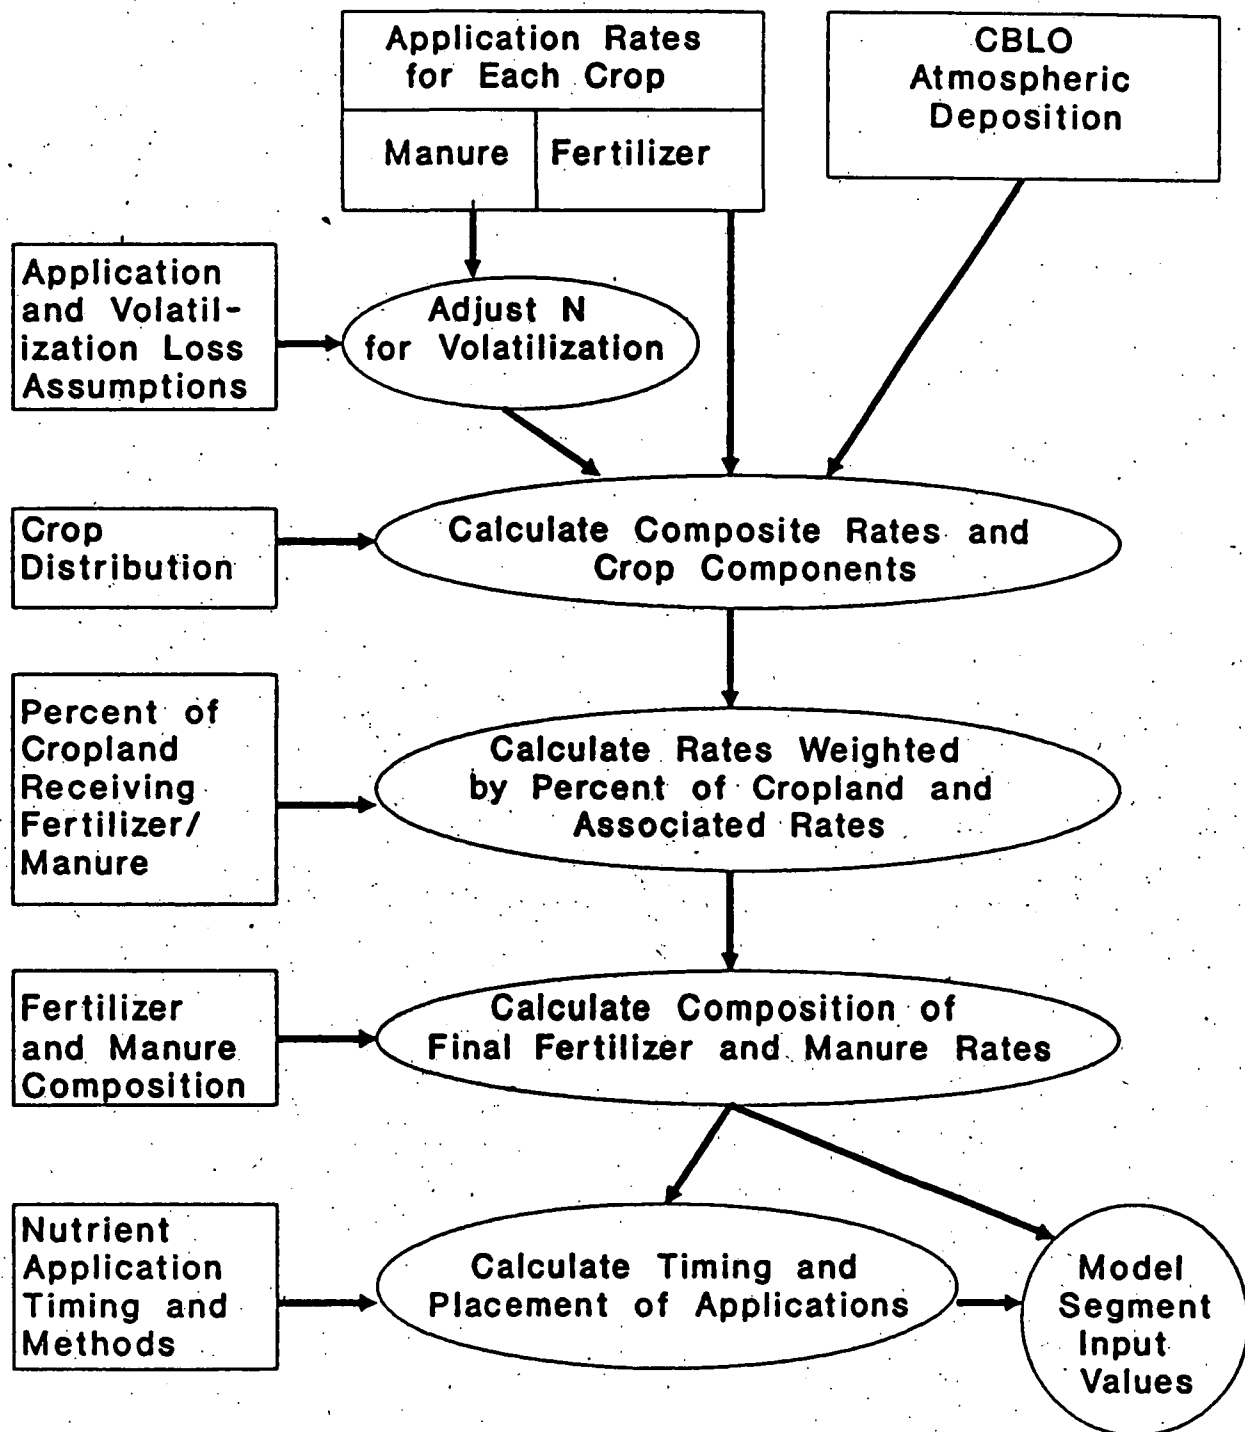 Application Rates
for Each Crop
Manure
Fertilizer
CBLO
Atmospheric
Deposition
Application
and Volatil-
ization Loss
Assumptions
Adjust N
for Volatilization
Crop
Distribution
Calculate Composite Rates and
Crop Components
Percent of
Cropland
Receiving
Fertilizer/
Manure
Calculate Rates Weighted
by Percent of Cropland and
Associated Rates
Fertilizer
and Manure
Composition
Calculate Composition of
Final Fertilizer and Manure Rates
Nutrient
Application
Timing and
Methods
Calculate Timing and
Placement of Applications
Model
Segment
Input
Values